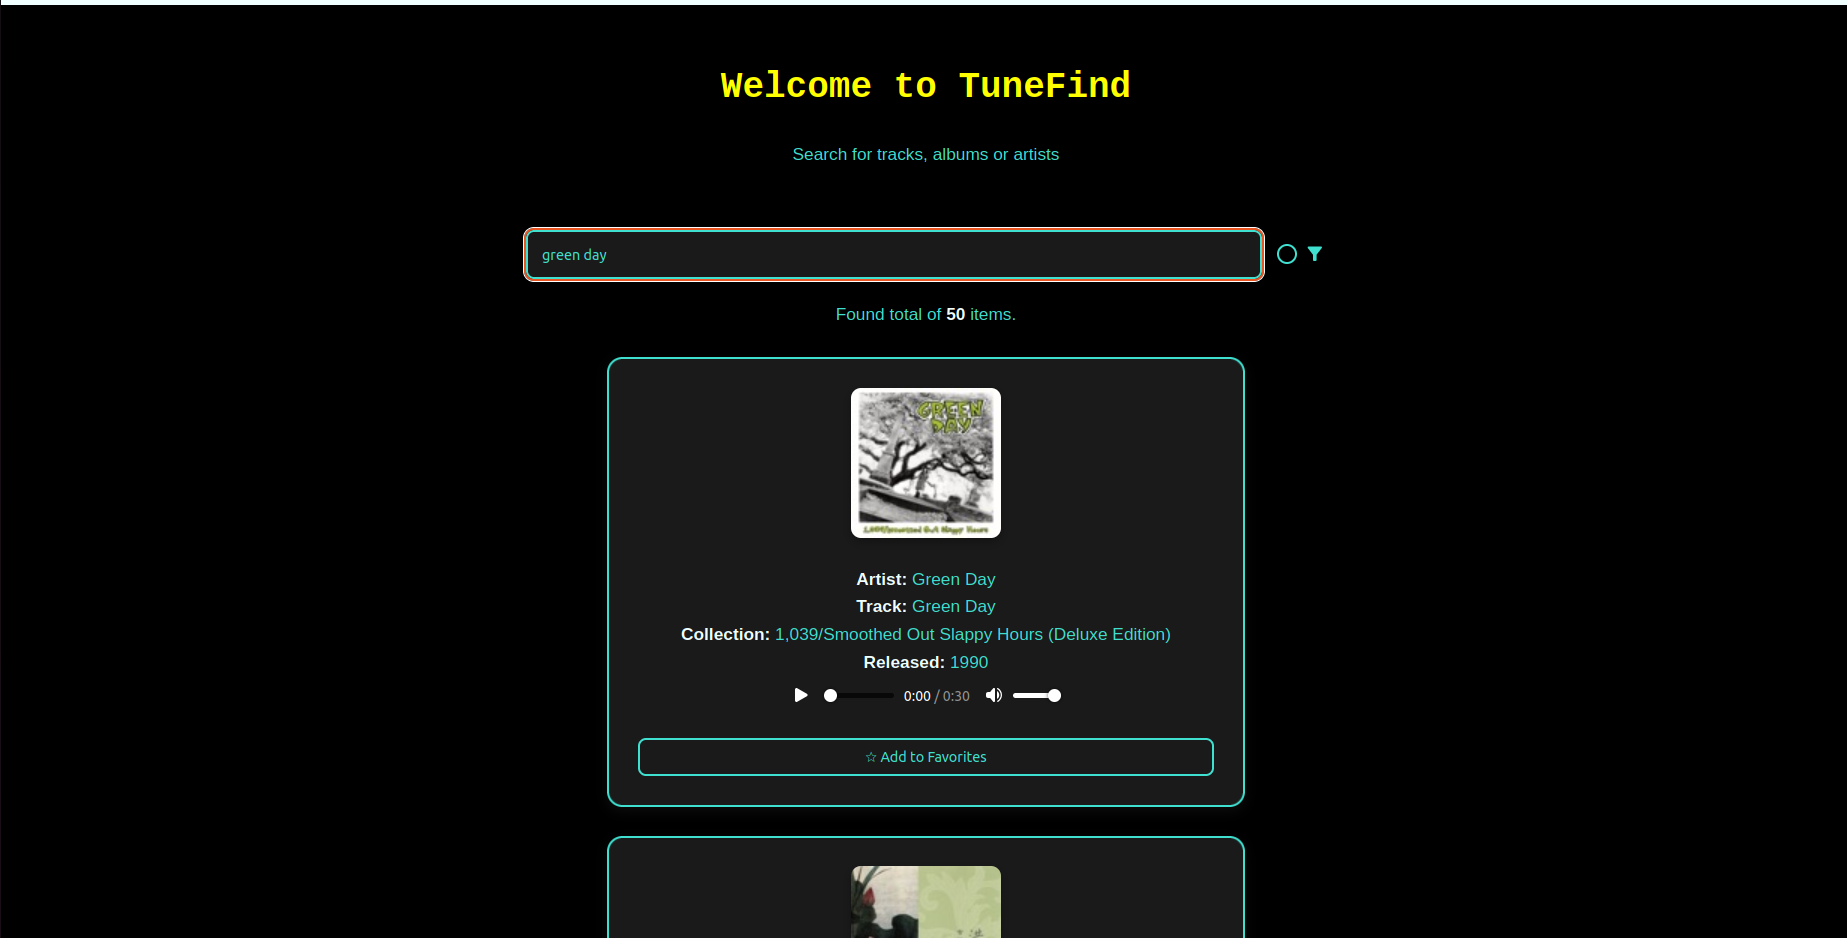 Welcome to TuneFind
Search for tracks, albums or artists
green day
Found total of 50 items.
GREEN
DAY
1,039/Smoothed Out Slappy Hours
Artist: Green Day
Track: Green Day
Collection: 1,039/Smoothed Out Slappy Hours (Deluxe Edition)
Released: 1990
0:00 / 0:30
☆ Add to Favorites